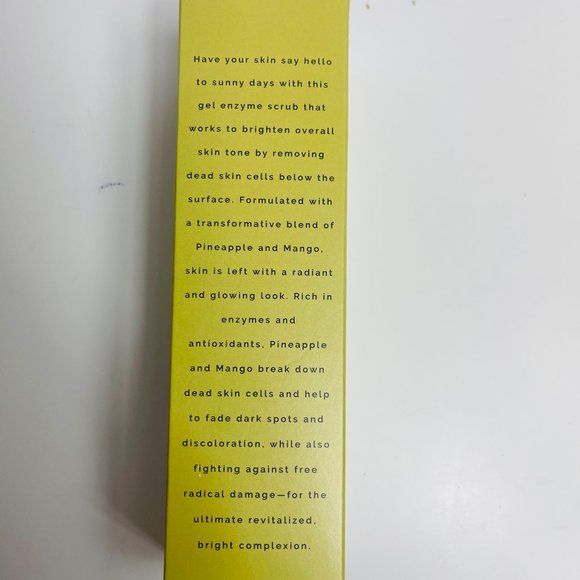 Have your skin say hello
to sunny days with this
gel enzyme scrub that
works to brighten overall
skin tone by removing
dead skin cells below the
surface. Formulated with
a transformative blend of
Pineapple and Mango,
skin is left with a radiant
and glowing look. Rich in
enzymes and
antioxidants, Pineapple
and Mango break down
dead skin cells and help
to fade dark spots and
discoloration, while also
fighting against free
radical damage—for the
ultimate revitalized,
bright complexion.